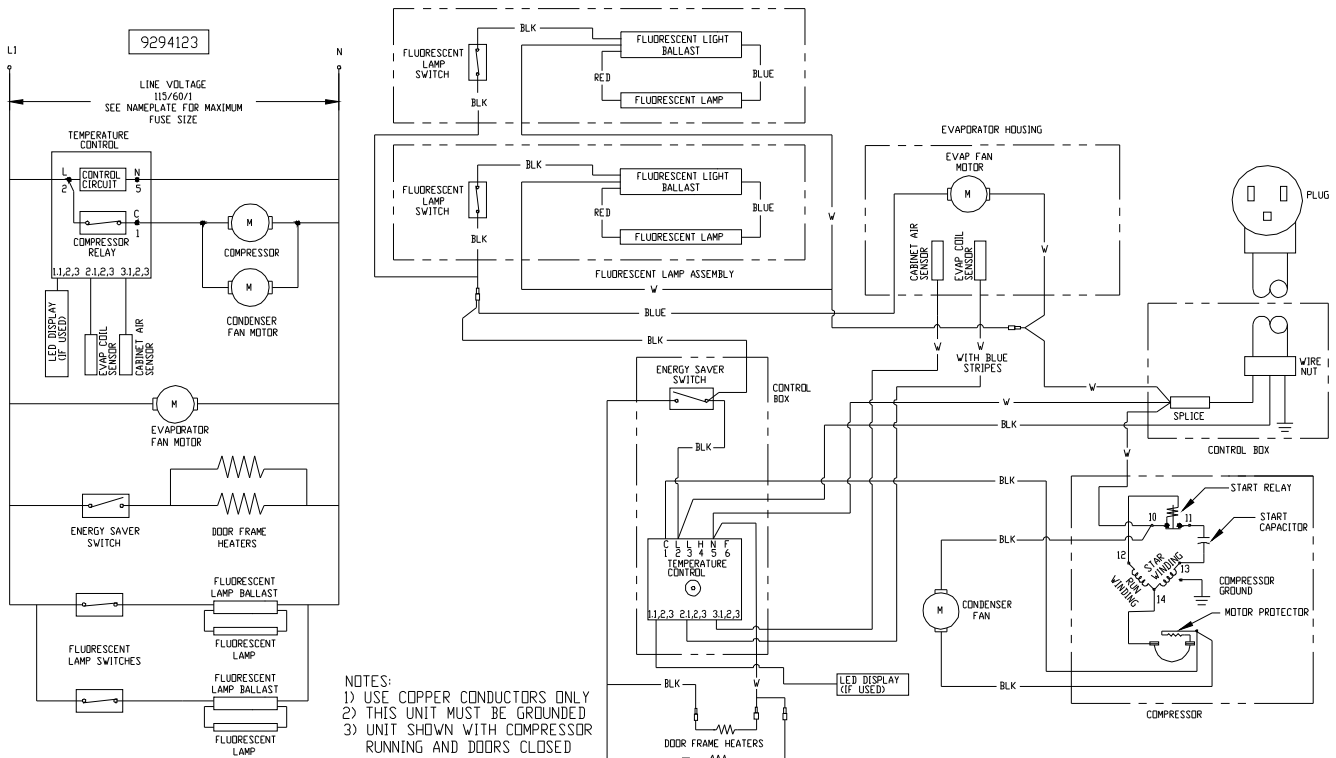 L1
9294123
N
LINE VOLTAGE
115/60/1
SEE NAMEPLATE FOR MAXIMUM
FUSE SIZE
TEMPERATURE
CONTROL
L
2
CONTROL
CIRCUIT
N
5
C
1
COMPRESSOR
RELAY
1.1,2,3 2.1,2,3 3.1,2,3
M
COMPRESSOR
M
CONDENSER
FAN MOTOR
LED DISPLAY
(IF USED)
EVAP COIL
SENSOR
CABINET AIR
SENSOR
M
EVAPORATOR
FAN MOTOR
ENERGY SAVER
SWITCH
DOOR FRAME
HEATERS
FLUORESCENT
LAMP BALLAST
FLUORESCENT
LAMP
FLUORESCENT
LAMP SWITCHES
FLUORESCENT
LAMP BALLAST
FLUORESCENT
LAMP
NOTES:
1) USE COPPER CONDUCTORS ONLY
2) THIS UNIT MUST BE GROUNDED
3) UNIT SHOWN WITH COMPRESSOR
RUNNING AND DOORS CLOSED
FLUORESCENT
LAMP
SWITCH
BLK
FLUORESCENT LIGHT
BALLAST
RED
BLUE
FLUORESCENT LAMP
BLK
FLUORESCENT
LAMP
SWITCH
BLK
FLUORESCENT LIGHT
BALLAST
RED
BLUE
FLUORESCENT LAMP
BLK
W
FLUORESCENT LAMP ASSEMBLY
W
BLUE
BLK
EVAPORATOR HOUSING
EVAP FAN
MOTOR
M
CABINET AIR
SENSOR
EVAP COIL
SENSOR
W
W
W
WITH BLUE
STRIPES
PLUG
WIRE
NUT
SPLICE
CONTROL BOX
ENERGY SAVER
SWITCH
CONTROL
BOX
BLK
W
W
BLK
W
BLK
C L L H N F
1 2 3 4 5 6
TEMPERATURE
CONTROL
1.1,2,3 2.1,2,3 3.1,2,3
BLK
W
LED DISPLAY
(IF USED)
DOOR FRAME HEATERS
BLK
M
CONDENSER
FAN
BLK
START RELAY
10
11
START
CAPACITOR
12
STAR
WINDING
13
RUN
WINDING
14
COMPRESSOR
GROUND
MOTOR PROTECTOR
COMPRESSOR